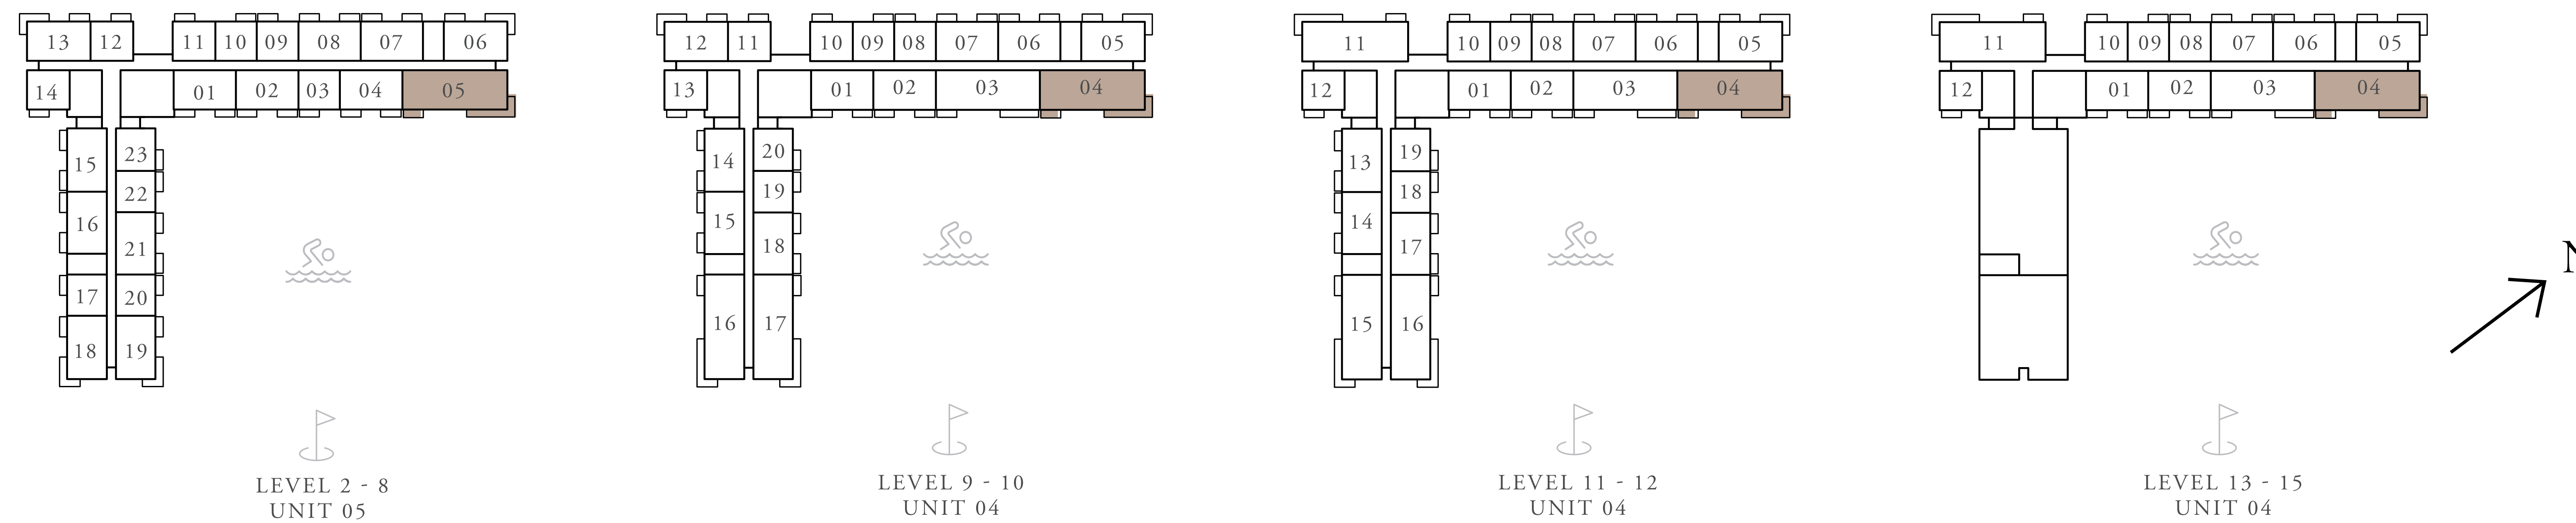 13 12 11 10 09 08 07 06
14 01 02 03 04 05
15 23
22
16
21
17 20
18 19
LEVEL 2 - 8
UNIT 05
12 11 10 09 08 07 06 05
13 01 02 03 04
14 20
19
15
18
16 17
LEVEL 9 - 10
UNIT 04
11 10 09 08 07 06 05
12 01 02 03 04
13 19
18
14
17
15 16
LEVEL 11 - 12
UNIT 04
11 10 09 08 07 06 05
12 01 02 03 04
LEVEL 13 - 15
UNIT 04
N